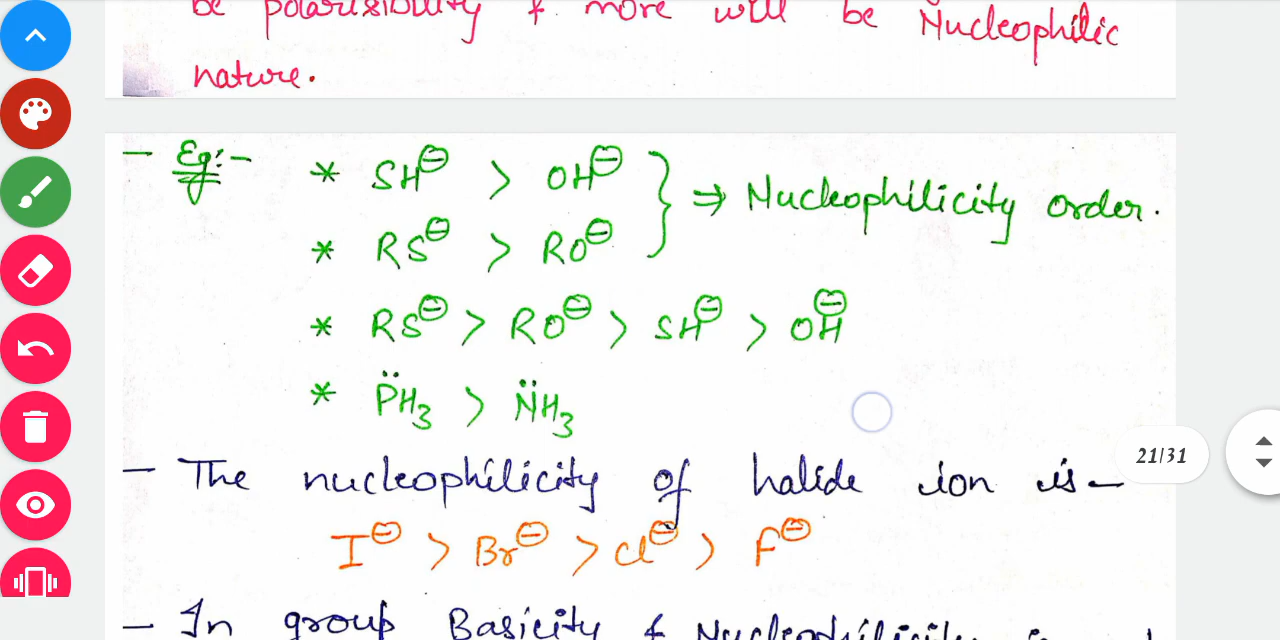 be polarisibility & more will be Nucleophilic
nature.
- Eg:- * SH⊖ > OH⊖
* RS⊖ > RO⊖ } ⇒ Nucleophilicity order.
* RS⊖ > RO⊖ > SH⊖ > OH⊖
* P̈H3 > N̈H3
21/31
- The nucleophilicity of halide ion is -
I⊖ > Br⊖ > Cl⊖ > F⊖
- In group Basicity & Nucleophilicity